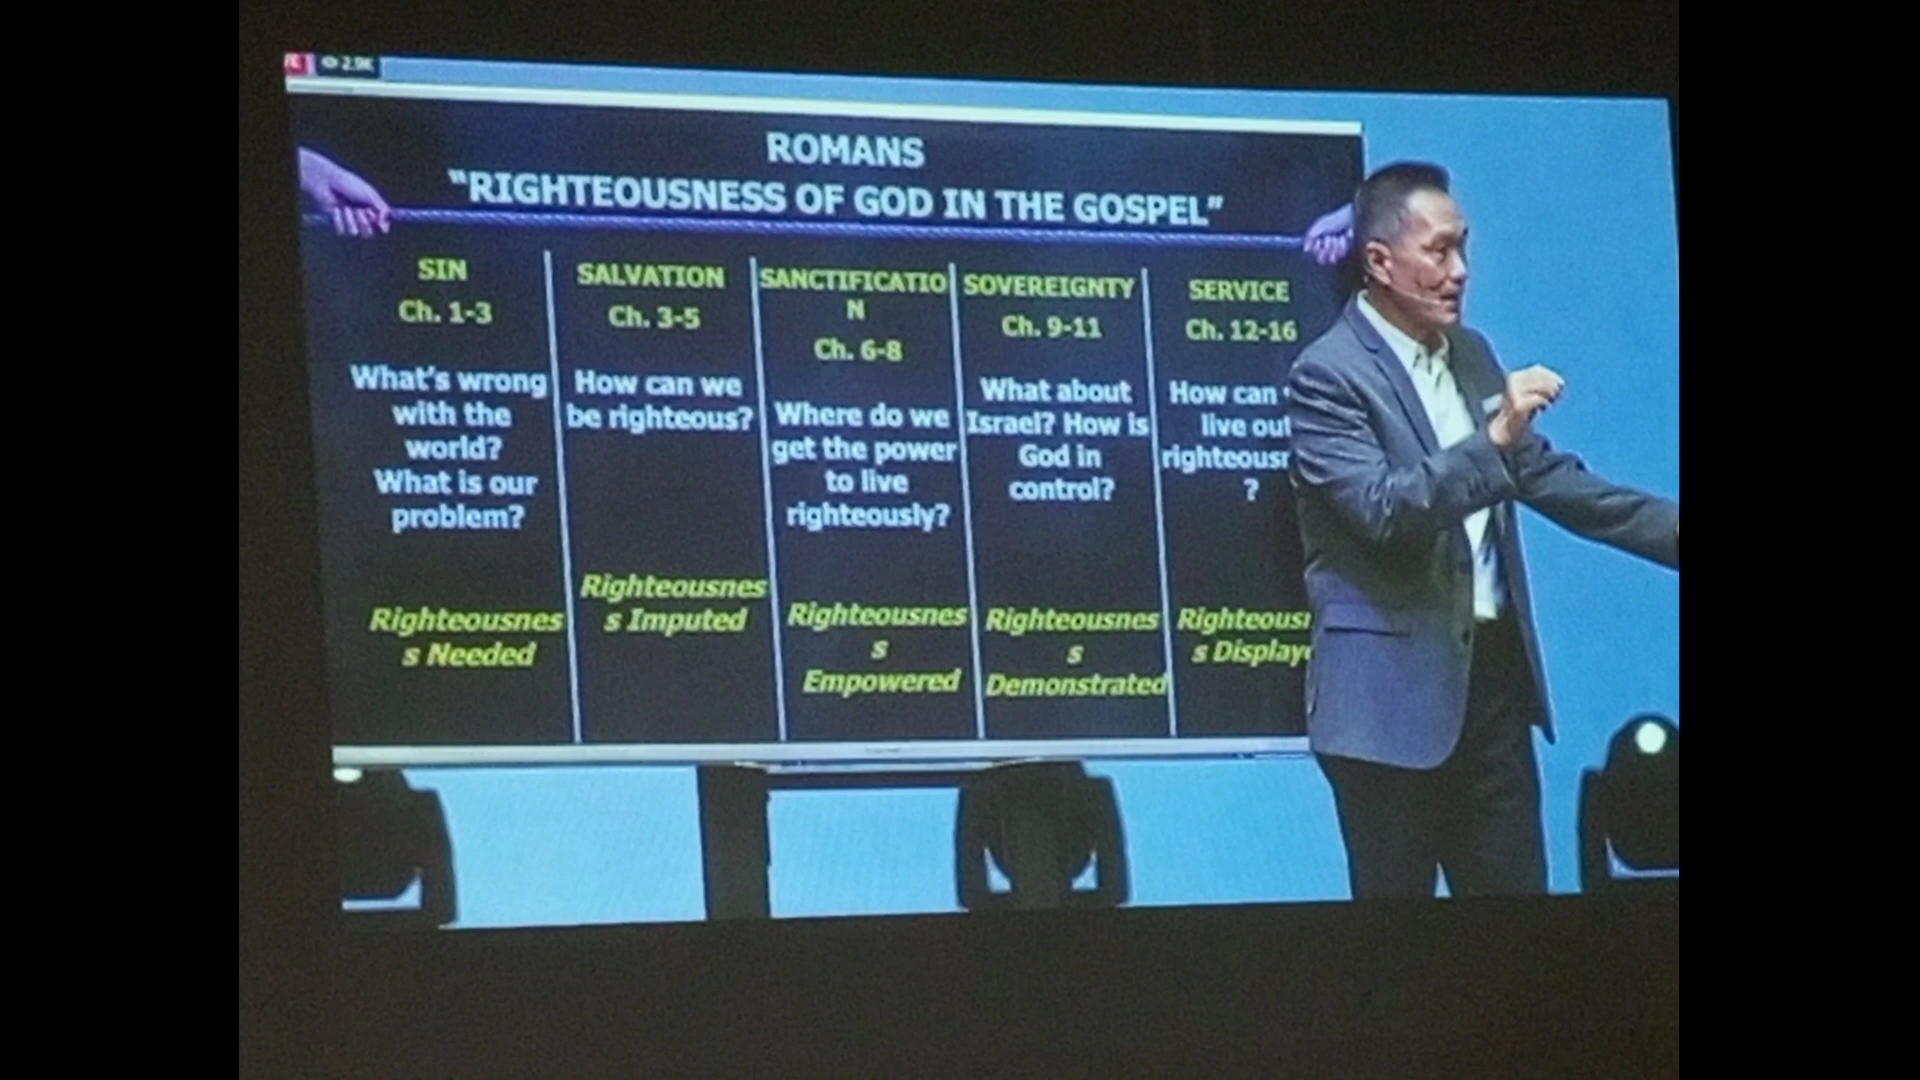 2.9K
ROMANS
"RIGHTEOUSNESS OF GOD IN THE GOSPEL"
SIN
Ch. 1-3
What's wrong
with the
world?
What is our
problem?
Righteousnes
s Needed
SALVATION
Ch. 3-5
How can we
be righteous?
Righteousnes
s Imputed
SANCTIFICATIO
N
Ch. 6-8
Where do we
get the power
to live
righteously?
Righteousnes
s
Empowered
SOVEREIGNTY
Ch. 9-11
What about
Israel? How is
God in
control?
Righteousnes
s
Demonstrated
SERVICE
Ch. 12-16
How can
live out
?
s